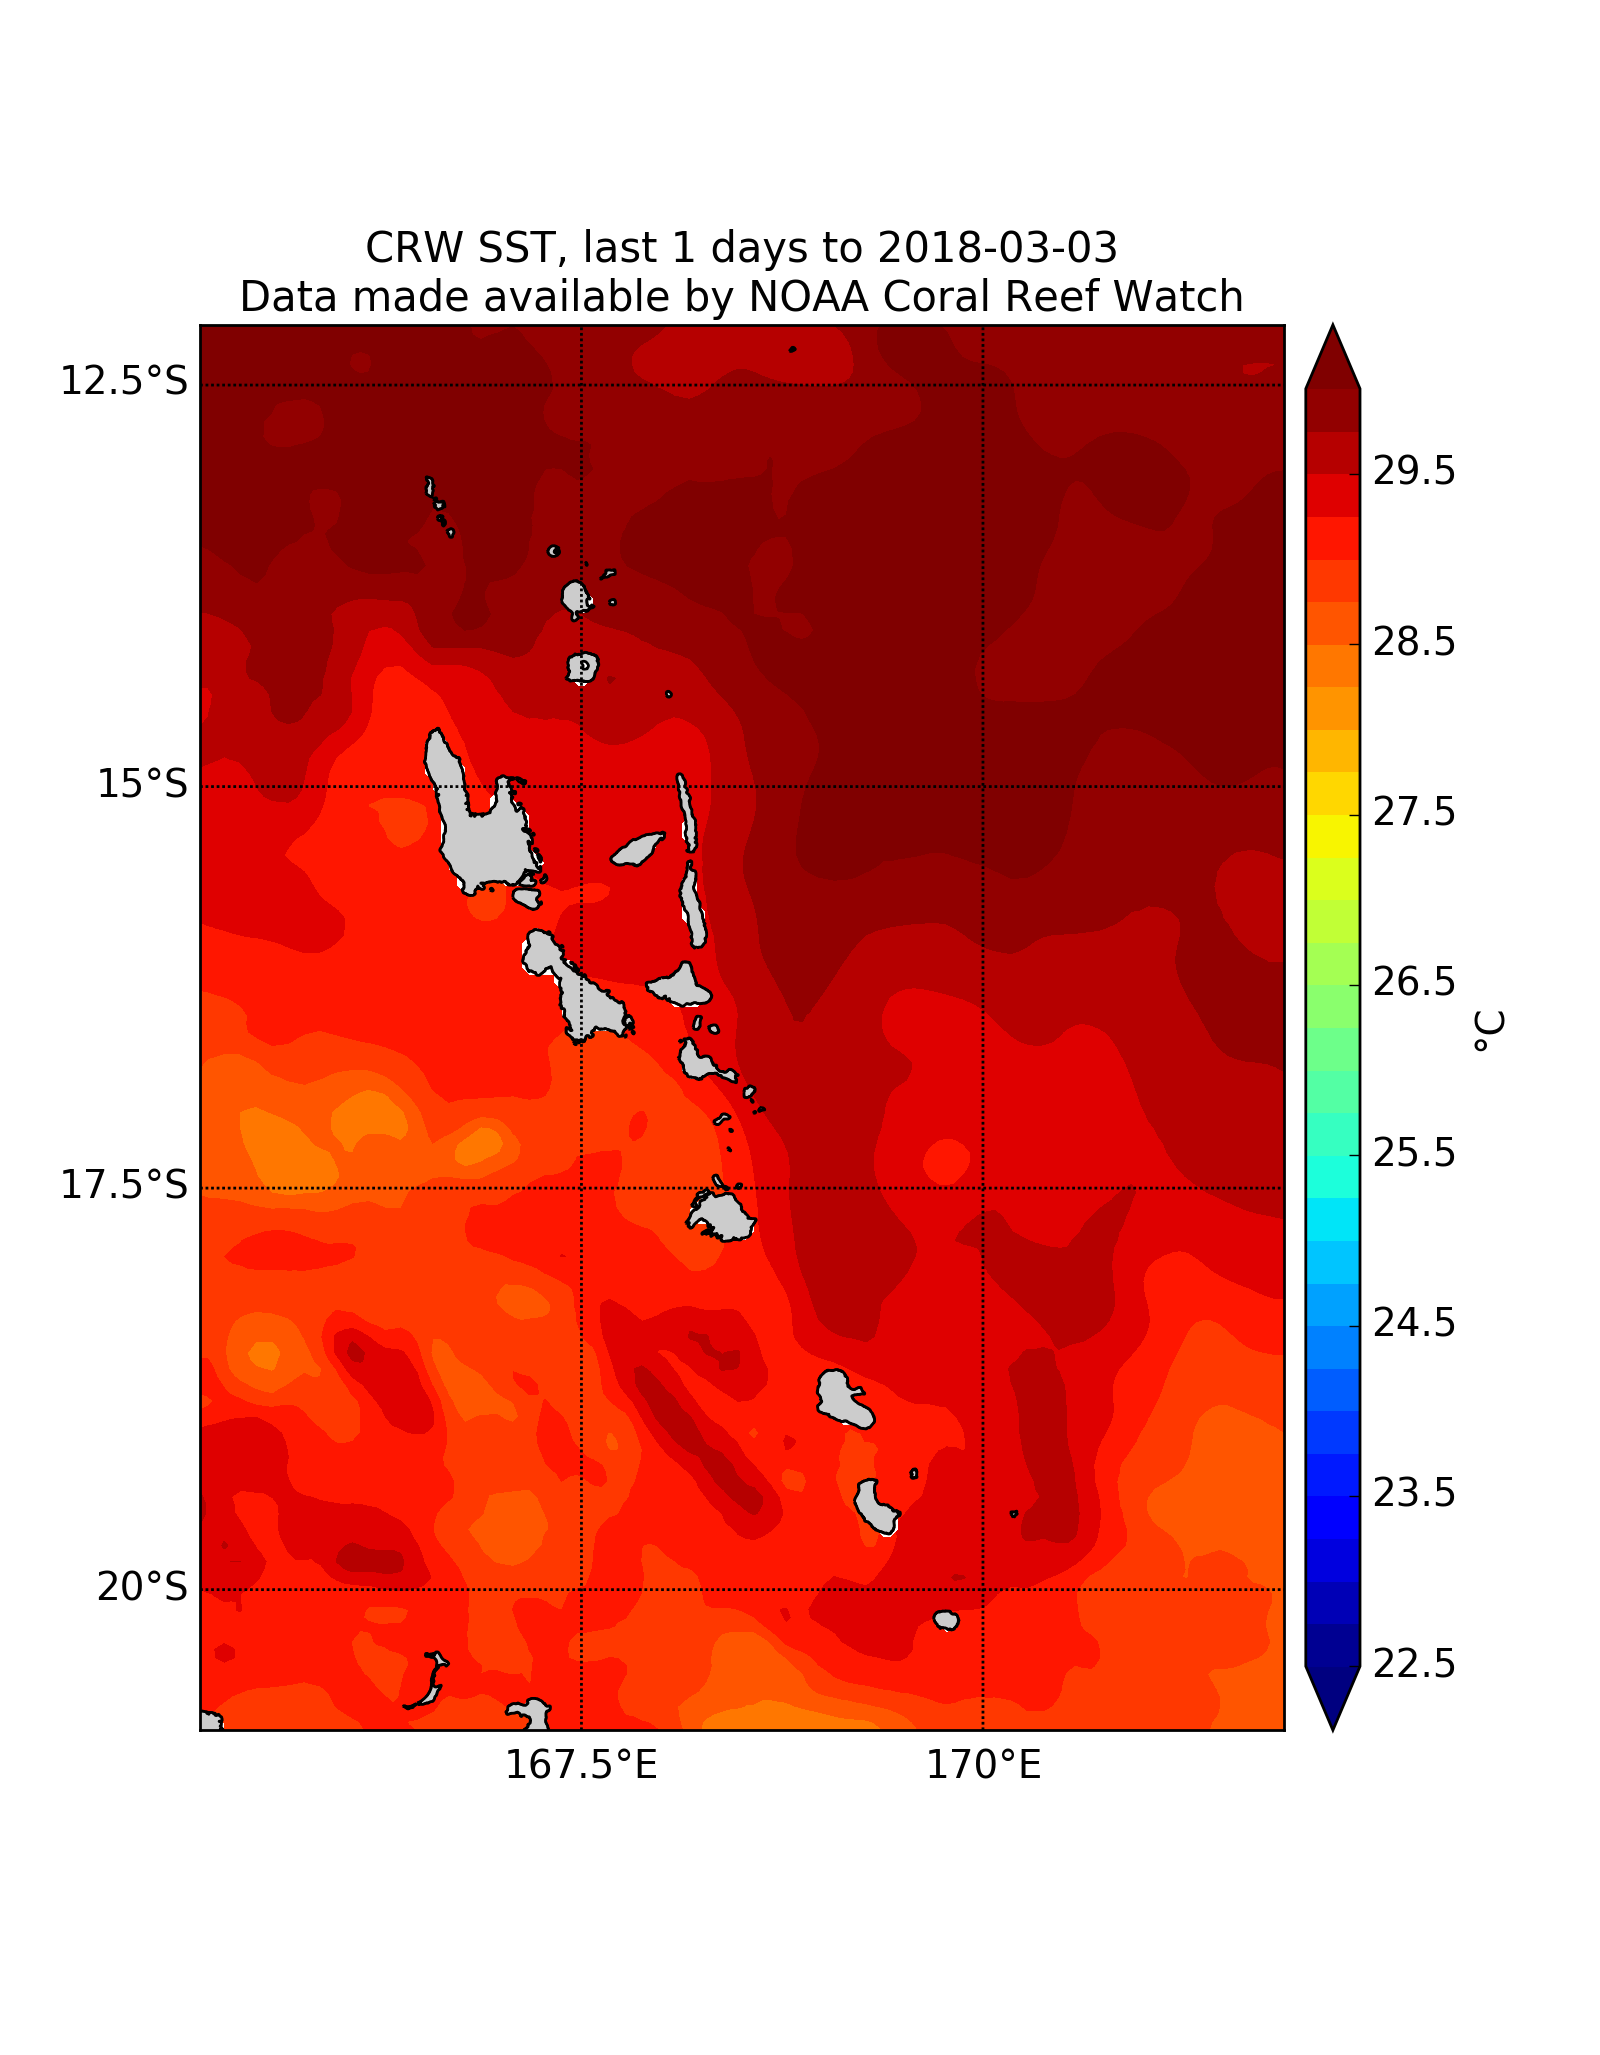 CRW SST, last 1 days to 2018-03-03
Data made available by NOAA Coral Reef Watch
12.5°S
15°S
17.5°S
20°S
167.5°E
170°E
29.5
28.5
27.5
26.5
25.5
24.5
23.5
22.5
°C